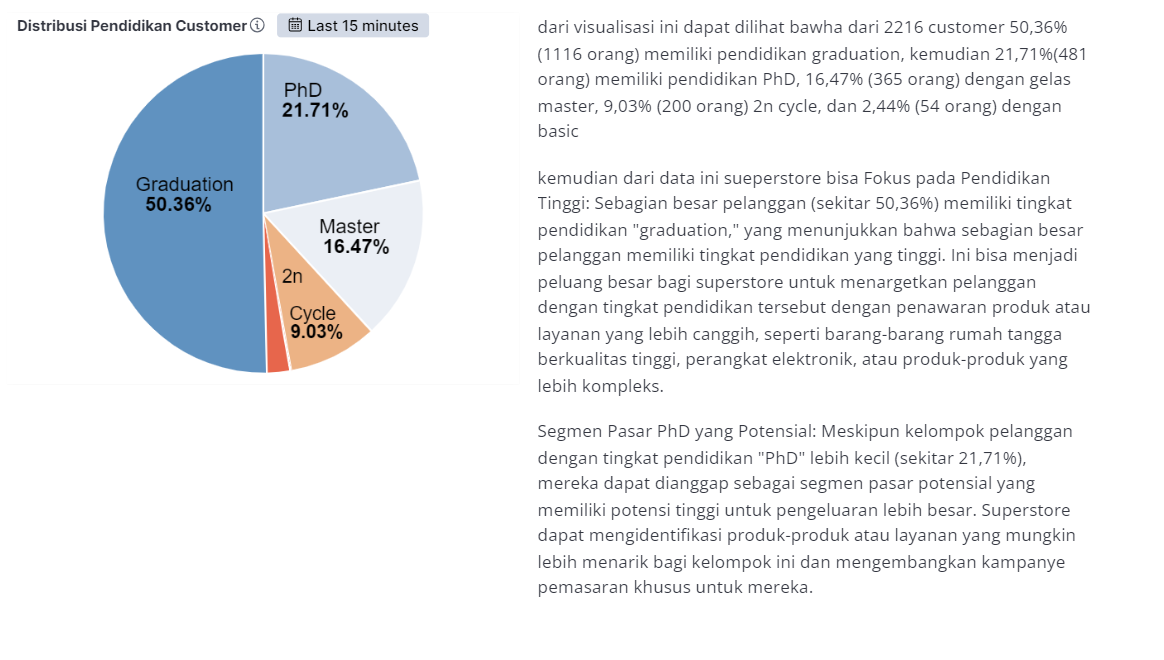 Distribusi Pendidikan Customer
Last 15 minutes
PhD
21.71%
Graduation
50.36%
Master
16.47%
2n
Cycle
9.03%
dari visualisasi ini dapat dilihat bawha dari 2216 customer 50,36%
(1116 orang) memiliki pendidikan graduation, kemudian 21,71%(481
orang) memiliki pendidikan PhD, 16,47% (365 orang) dengan gelas
master, 9,03% (200 orang) 2n cycle, dan 2,44% (54 orang) dengan
basic
kemudian dari data ini sueperstore bisa Fokus pada Pendidikan
Tinggi: Sebagian besar pelanggan (sekitar 50,36%) memiliki tingkat
pendidikan "graduation," yang menunjukkan bahwa sebagian besar
pelanggan memiliki tingkat pendidikan yang tinggi. Ini bisa menjadi
peluang besar bagi superstore untuk menargetkan pelanggan
dengan tingkat pendidikan tersebut dengan penawaran produk atau
layanan yang lebih canggih, seperti barang-barang rumah tangga
berkualitas tinggi, perangkat elektronik, atau produk-produk yang
lebih kompleks.
Segmen Pasar PhD yang Potensial: Meskipun kelompok pelanggan
dengan tingkat pendidikan "PhD" lebih kecil (sekitar 21,71%),
mereka dapat dianggap sebagai segmen pasar potensial yang
memiliki potensi tinggi untuk pengeluaran lebih besar. Superstore
dapat mengidentifikasi produk-produk atau layanan yang mungkin
lebih menarik bagi kelompok ini dan mengembangkan kampanye
pemasaran khusus untuk mereka.